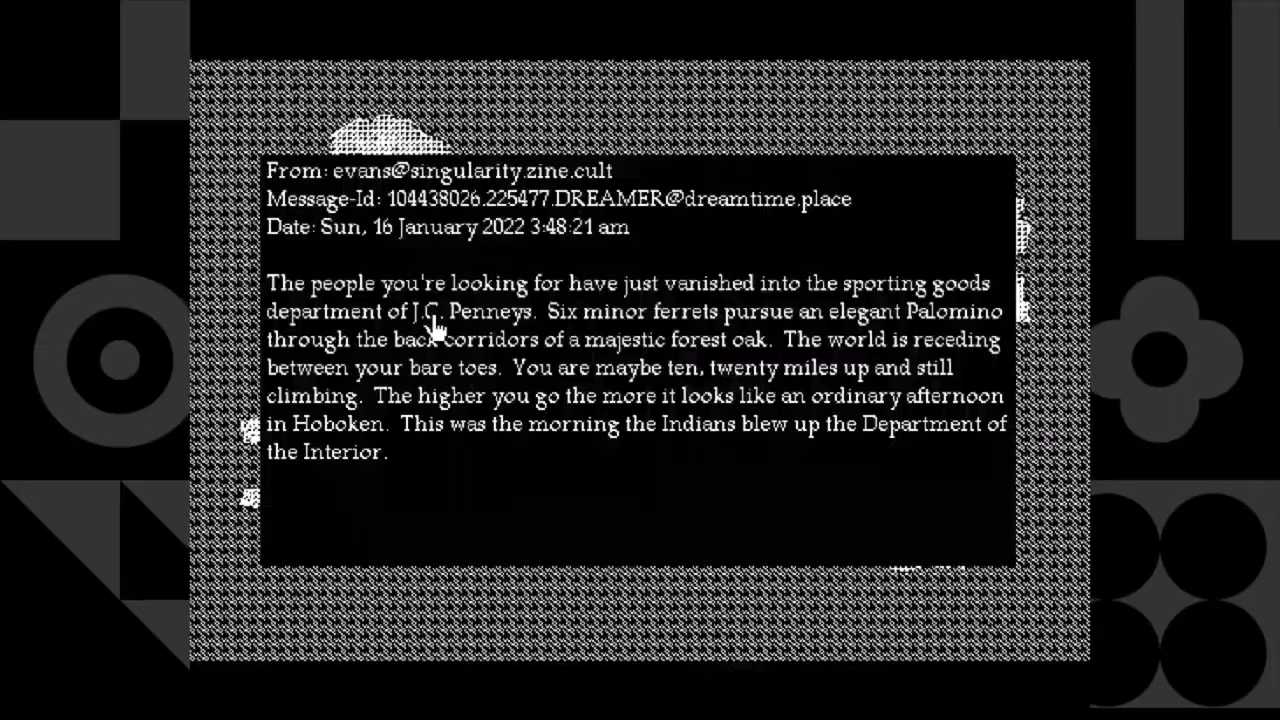 From: evans@singularity.zine.cult
Message-Id: 104438026.225477.DREAMER@dreamtime.place
Date: Sun, 16 January 2022 3:48:21 am
The people you're looking for have just vanished into the sporting goods
department of J.C. Penneys.  Six minor ferrets pursue an elegant Palomino
through the back corridors of a majestic forest oak.  The world is receding
between your bare toes.  You are maybe ten, twenty miles up and still
climbing.  The higher you go the more it looks like an ordinary afternoon
in Hoboken.  This was the morning the Indians blew up the Department of
the Interior.